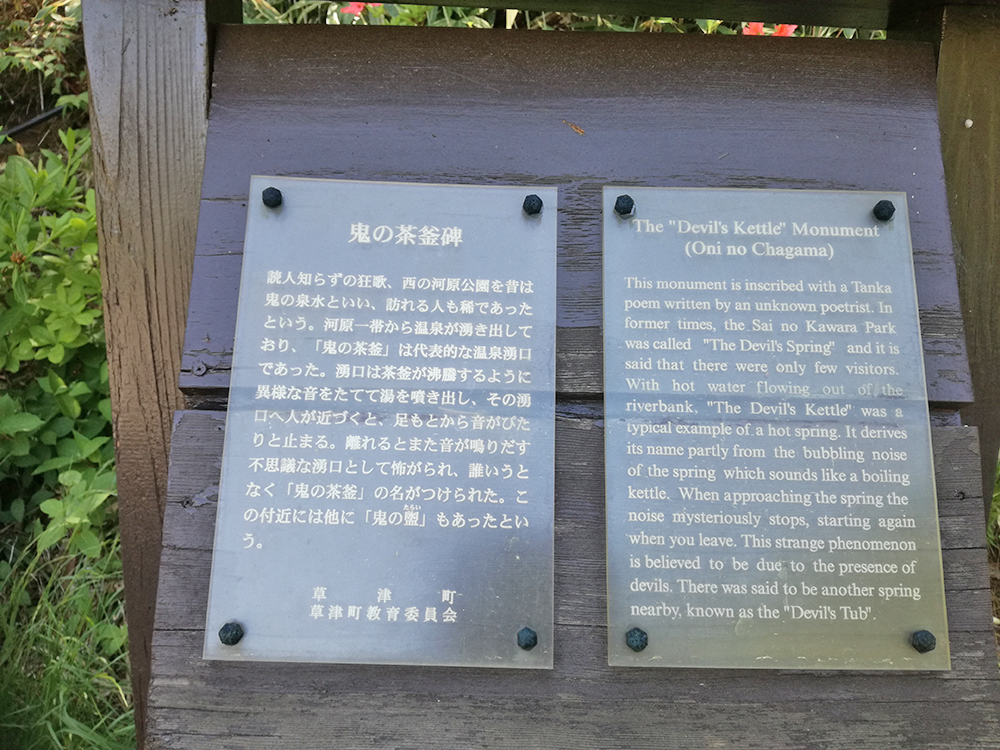 鬼の茶釜碑
読人知らずの狂歌、西の河原公園を昔は
鬼の泉水といい、訪れる人も稀であった
という。河原一帯から温泉が湧き出して
おり、「鬼の茶釜」は代表的な温泉湧口
であった。湧口は茶釜が沸騰するように
異様な音をたてて湯を噴き出し、その湧
口へ人が近づくと、足もとから音がぴた
りと止まる。離れるとまた音が鳴りだす
不思議な湧口として怖がられ、誰いうと
なく「鬼の茶釜」の名がつけられた。こ
の付近には他に「鬼の盥」もあったとい
たらい
う。
草津町
草津町教育委員会
The "Devil's Kettle" Monument
(Oni no Chagama)
This monument is inscribed with a Tanka
poem written by an unknown poetrist. In
former times, the Sai no Kawara Park
was called "The Devil's Spring" and it is
said that there were only few visitors.
With hot water flowing out of the
riverbank, "The Devil's Kettle" was a
typical example of a hot spring. It derives
its name partly from the bubbling noise
of the spring which sounds like a boiling
kettle. When approaching the spring the
noise mysteriously stops, starting again
when you leave. This strange phenomenon
is believed to be due to the presence of
devils. There was said to be another spring
nearby, known as the "Devil's Tub".